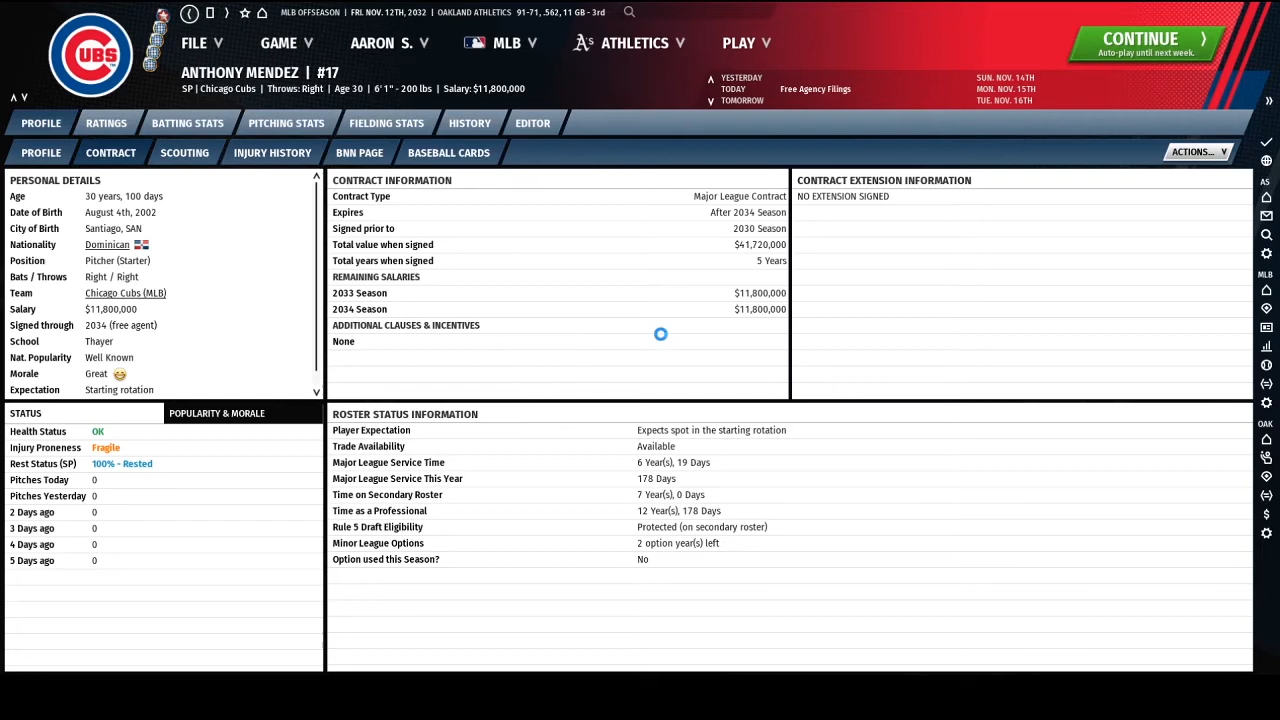 MLB OFFSEASON | FRI. NOV. 12TH, 2032 | OAKLAND ATHLETICS 91-71, .562, 11 GB - 3rd
CUBS
FILE GAME AARON S. MLB A's ATHLETICS PLAY
CONTINUE
Auto-play until next week.
ANTHONY MENDEZ | #17
SP | Chicago Cubs | Throws: Right | Age 30 | 6' 1" - 200 lbs | Salary: $11,800,000
YESTERDAY SUN. NOV. 14TH
TODAY Free Agency Filings MON. NOV. 15TH
TOMORROW TUE. NOV. 16TH
PROFILE RATINGS BATTING STATS PITCHING STATS FIELDING STATS HISTORY EDITOR
PROFILE CONTRACT SCOUTING INJURY HISTORY BNN PAGE BASEBALL CARDS ACTIONS...
PERSONAL DETAILS
Age 30 years, 100 days
Date of Birth August 4th, 2002
City of Birth Santiago, SAN
Nationality Dominican
Position Pitcher (Starter)
Bats / Throws Right / Right
Team Chicago Cubs (MLB)
Salary $11,800,000
Signed through 2034 (free agent)
School Thayer
Nat. Popularity Well Known
Morale Great
Expectation Starting rotation
CONTRACT INFORMATION
Contract Type Major League Contract
Expires After 2034 Season
Signed prior to 2030 Season
Total value when signed $41,720,000
Total years when signed 5 Years
REMAINING SALARIES
2033 Season $11,800,000
2034 Season $11,800,000
ADDITIONAL CLAUSES & INCENTIVES
None
CONTRACT EXTENSION INFORMATION
NO EXTENSION SIGNED
STATUS POPULARITY & MORALE
Health Status OK
Injury Proneness Fragile
Rest Status (SP) 100% - Rested
Pitches Today 0
Pitches Yesterday 0
2 Days ago 0
3 Days ago 0
4 Days ago 0
5 Days ago 0
ROSTER STATUS INFORMATION
Player Expectation Expects spot in the starting rotation
Trade Availability Available
Major League Service Time 6 Year(s), 19 Days
Major League Service This Year 178 Days
Time on Secondary Roster 7 Year(s), 0 Days
Time as a Professional 12 Year(s), 178 Days
Rule 5 Draft Eligibility Protected (on secondary roster)
Minor League Options 2 option year(s) left
Option used this Season? No
AS
MLB
OAK